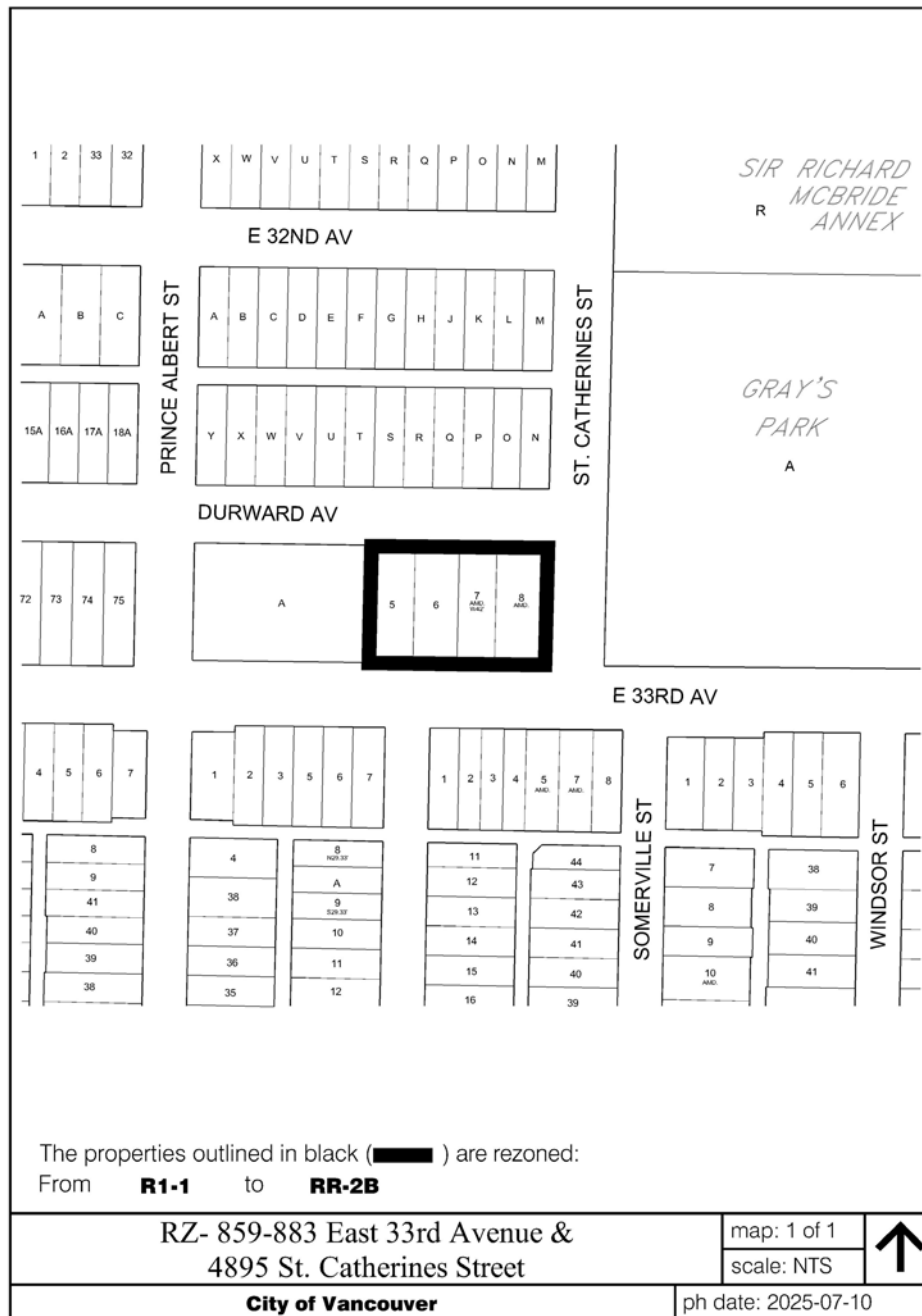 1 2 33 32
X W V U T S R Q P O N M
SIR RICHARD
MCBRIDE
ANNEX
R
E 32ND AV
PRINCE ALBERT ST
ST. CATHERINES ST
A B C
A B C D E F G H J K L M
GRAY'S
PARK
A
15A 16A 17A 18A
Y X W V U T S R Q P O N
DURWARD AV
72 73 74 75
A
5 6 7 8
AMD. AMD.
E 33RD AV
4 5 6 7
1 2 3 5 6 7
1 2 3 4 5 7 8
AMD. AMD.
1 2 3 4 5 6
SOMERVILLE ST
WINDSOR ST
8
9
41
40
39
38
4
38
37
36
35
8
N29.33'
A
9
S29.33'
10
11
12
11
12
13
14
15
16
44
43
42
41
40
39
7
8
9
10
AMD.
38
39
40
41
The properties outlined in black ( ) are rezoned:
From R1-1 to RR-2B
RZ- 859-883 East 33rd Avenue &
4895 St. Catherines Street
map: 1 of 1
scale: NTS
City of Vancouver
ph date: 2025-07-10